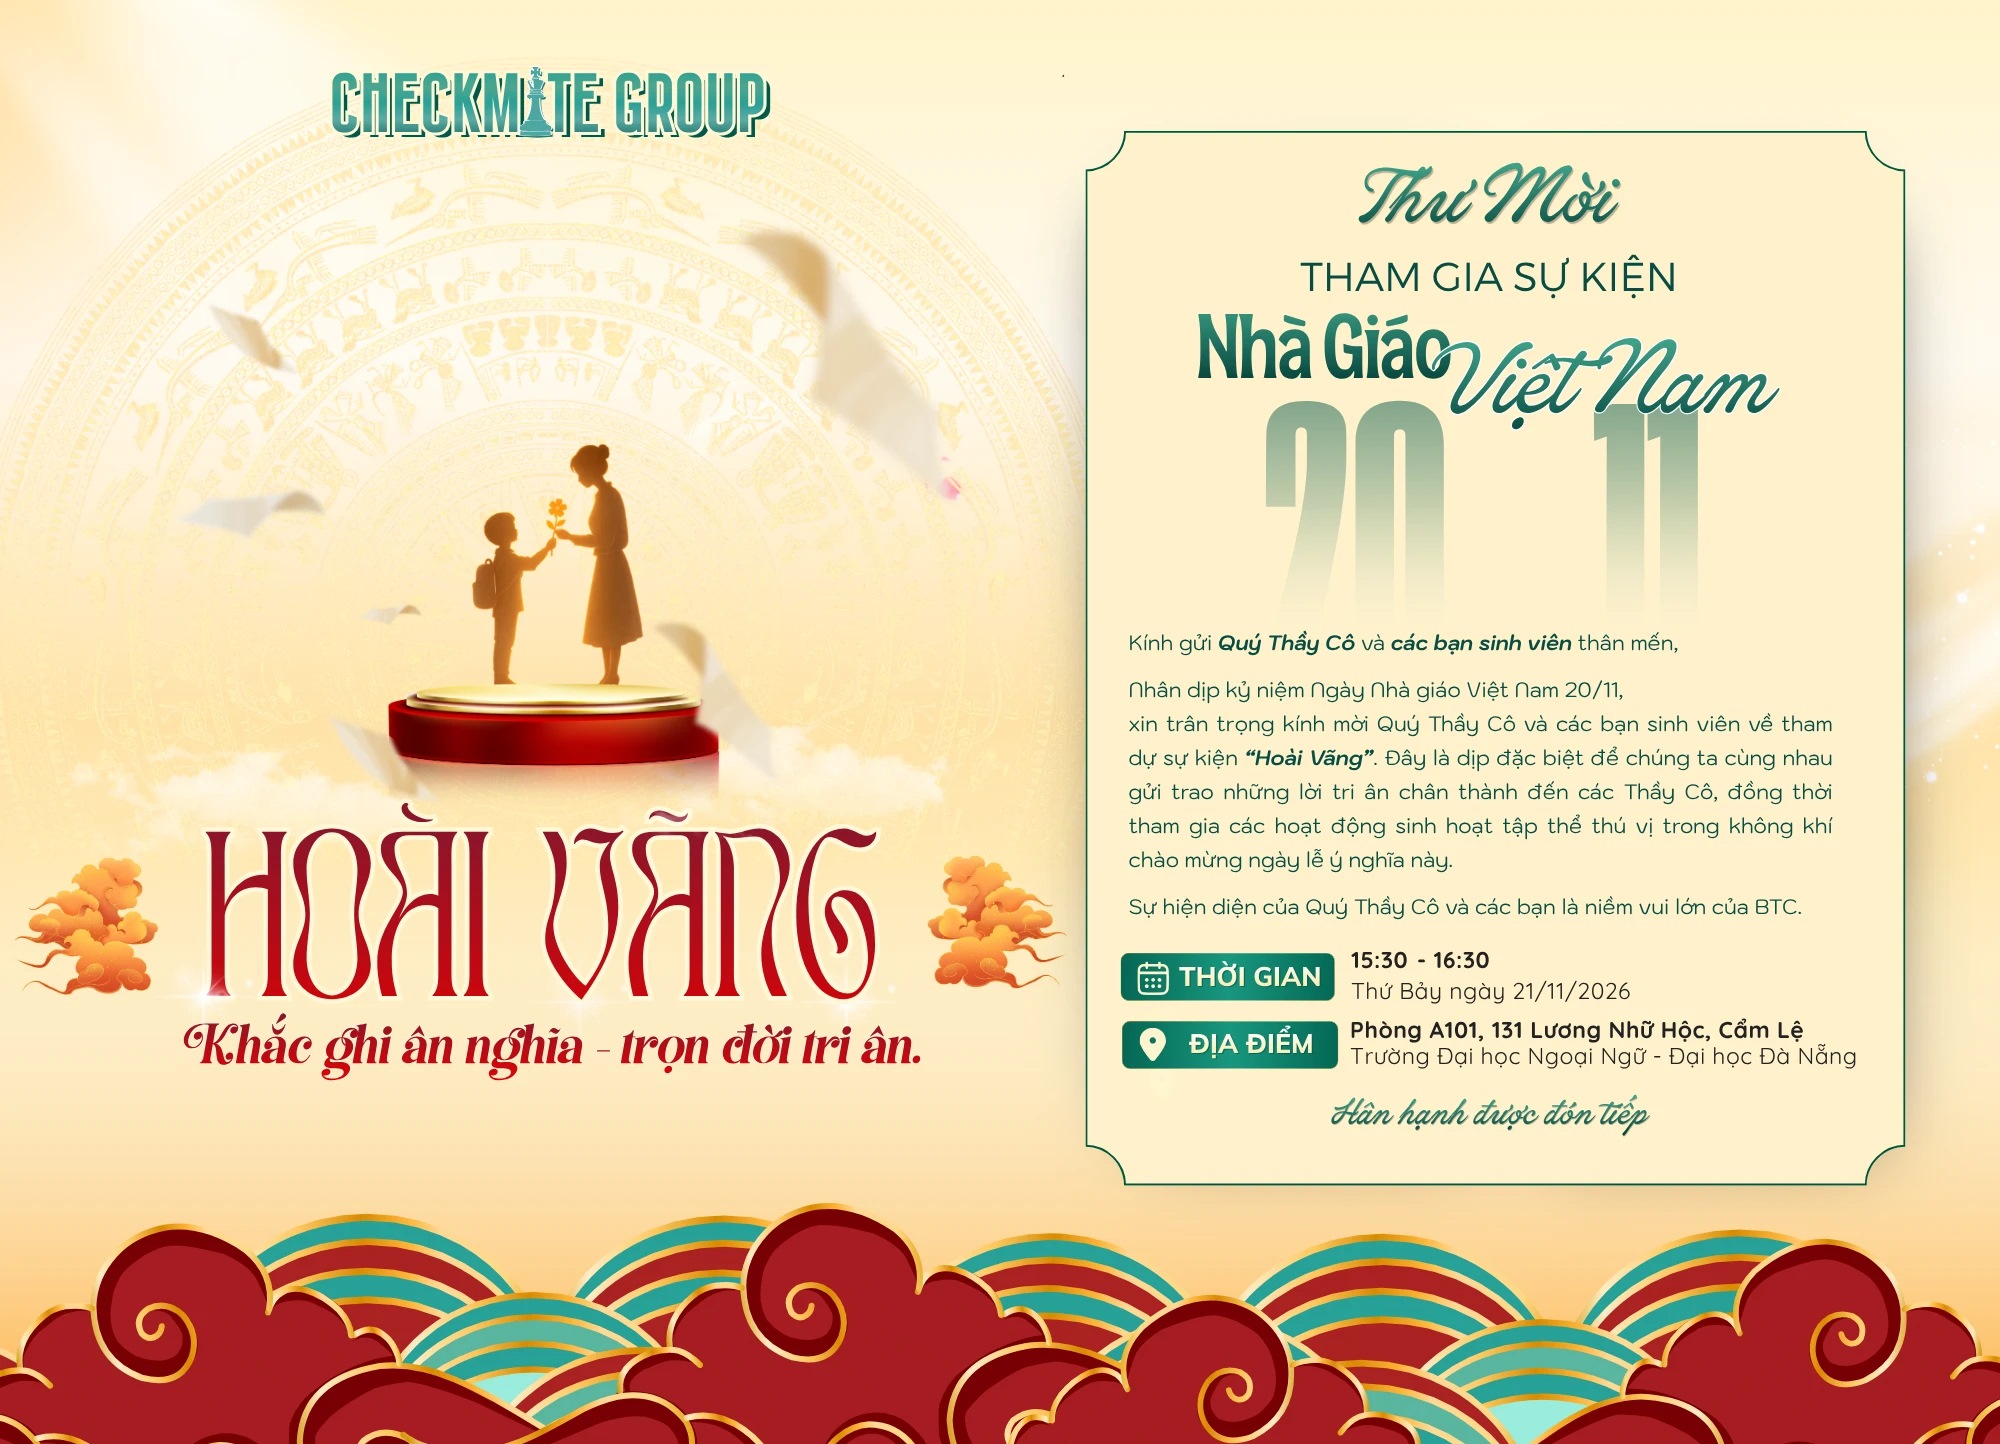 CHECKMATE GROUP
HOÀI VÃNG
Khắc ghi ân nghĩa - trọn đời tri ân.
Thư Mời
THAM GIA SỰ KIỆN
Nhà Giáo Việt Nam
20 11
Kính gửi Quý Thầy Cô và các bạn sinh viên thân mến,
Nhân dịp kỷ niệm Ngày Nhà giáo Việt Nam 20/11,
xin trân trọng kính mời Quý Thầy Cô và các bạn sinh viên về tham
dự sự kiện “Hoài Vãng”. Đây là dịp đặc biệt để chúng ta cùng nhau
gửi trao những lời tri ân chân thành đến các Thầy Cô, đồng thời
tham gia các hoạt động sinh hoạt tập thể thú vị trong không khí
chào mừng ngày lễ ý nghĩa này.
Sự hiện diện của Quý Thầy Cô và các bạn là niềm vui lớn của BTC.
THỜI GIAN
15:30 - 16:30
Thứ Bảy ngày 21/11/2026
ĐỊA ĐIỂM
Phòng A101, 131 Lương Nhữ Hộc, Cẩm Lệ
Trường Đại học Ngoại Ngữ - Đại học Đà Nẵng
Hân hạnh được đón tiếp